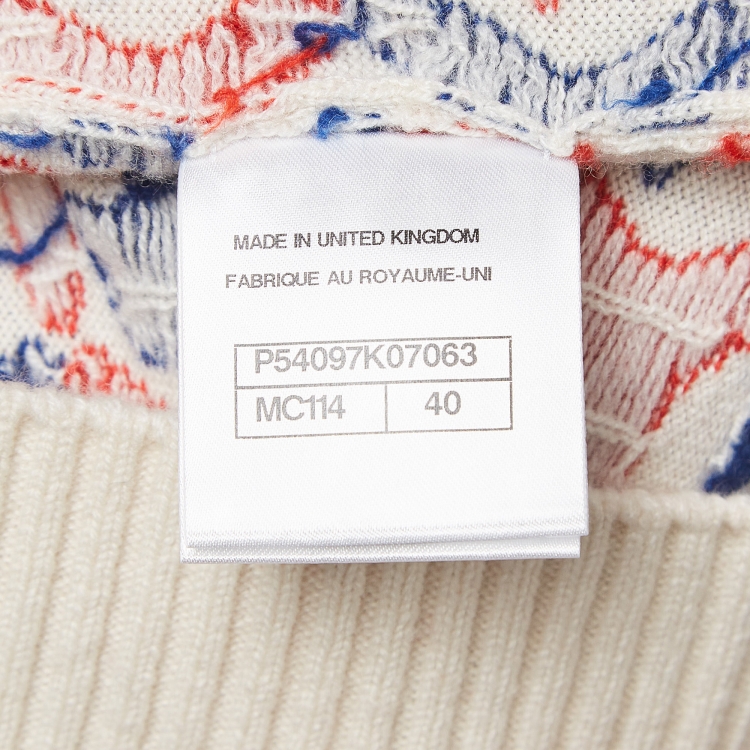 MADE IN UNITED KINGDOM
FABRIQUE AU ROYAUME-UNI
P54097K07063
MC114 40